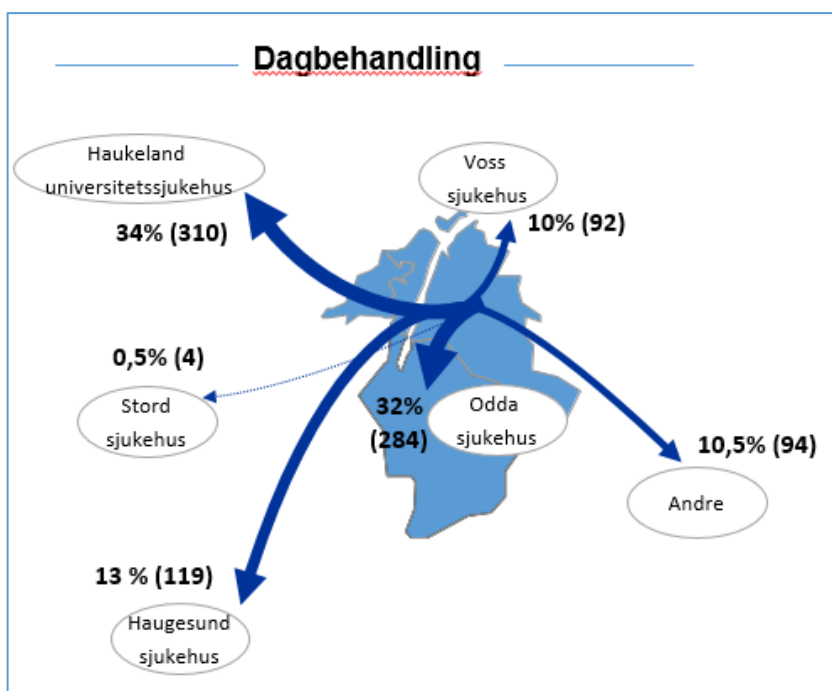 Dagbehandling
Haukeland
universitetssjukehus
34% (310)
Voss
sjukehus
10% (92)
0,5% (4)
Stord
sjukehus
32%
(284)
Odda
sjukehus
10,5% (94)
Andre
13 % (119)
Haugesund
sjukehus